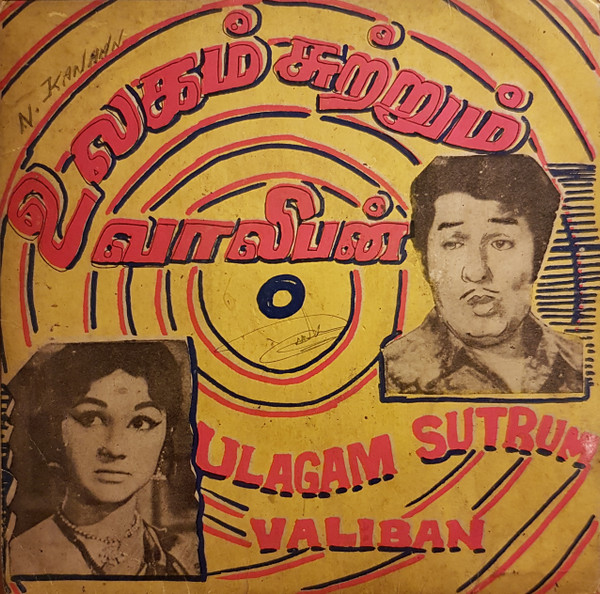 N. KANNAN
உலகம் சுற்றும்
வாலிபன்
ULAGAM SUTRUM
VALIBAN